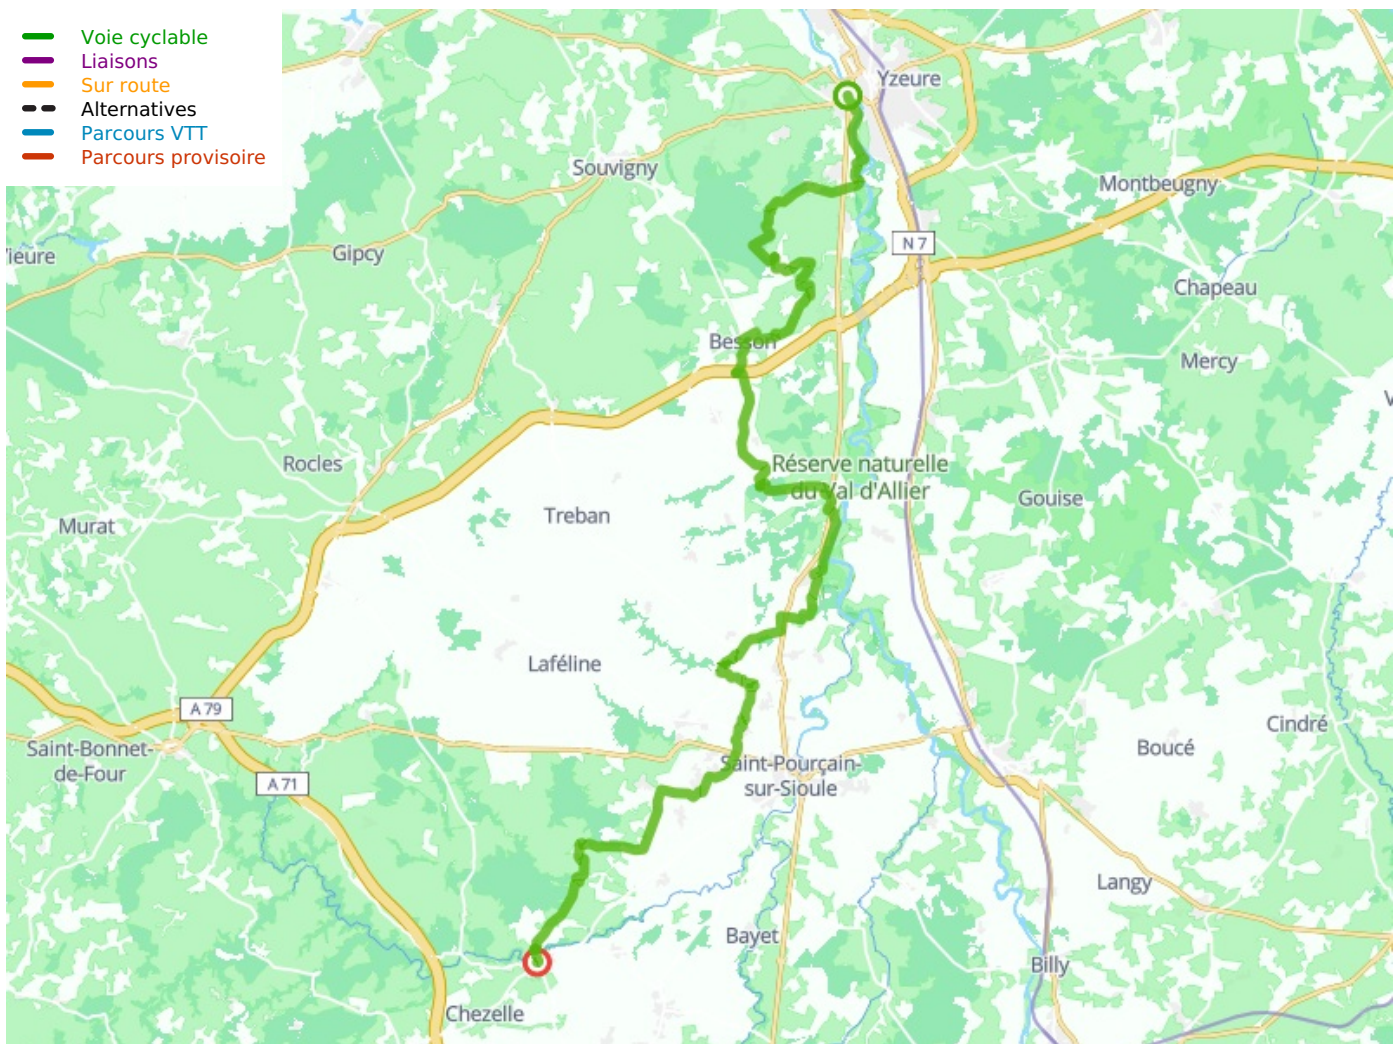 Voie cyclable
Liaisons
Sur route
Alternatives
Parcours VTT
Parcours provisoire
Yzeure
Souvigny
Montbeugny
N 7
Gipcy
Chapeau
Besson
Mercy
Rocles
Réserve naturelle
du Val d'Allier
Gouise
Treban
Murat
Laféline
A 79
Cindré
Saint-Bonnet-
de-Four
Boucé
Saint-Pourçain-
sur-Sioule
A 71
Langy
Bayet
Billy
Chezelle